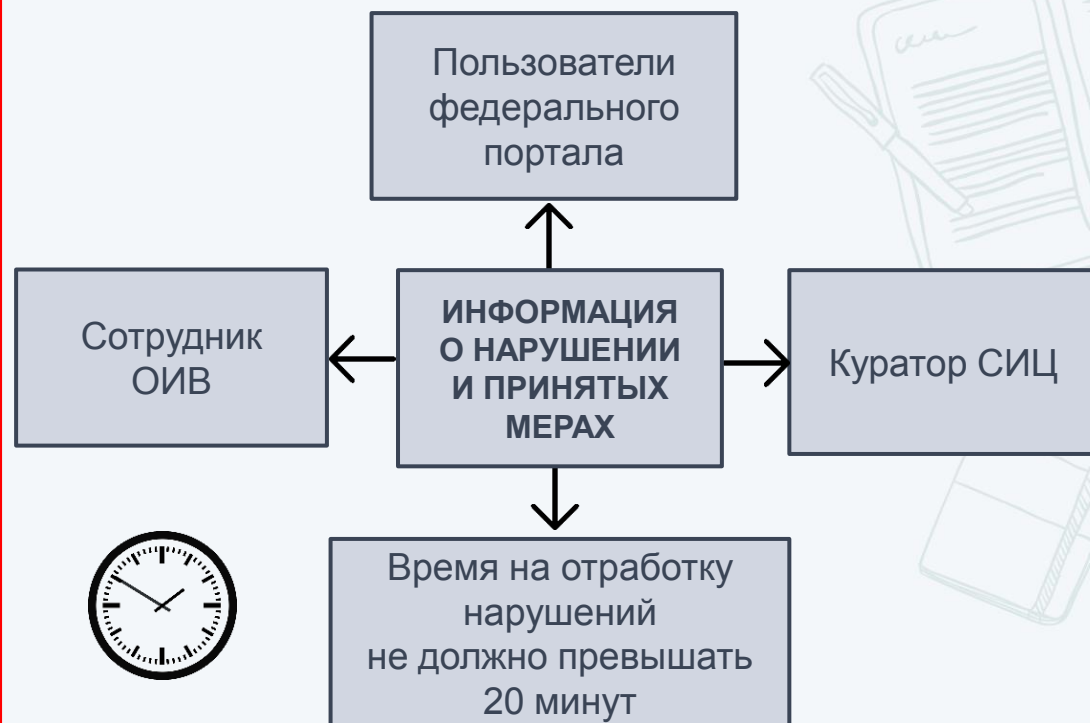 Пользователи
федерального
портала
Сотрудник
ОИВ
ИНФОРМАЦИЯ
О НАРУШЕНИИ
И ПРИНЯТЫХ
МЕРАХ
Куратор СИЦ
Время на отработку
нарушений
не должно превышать
20 минут